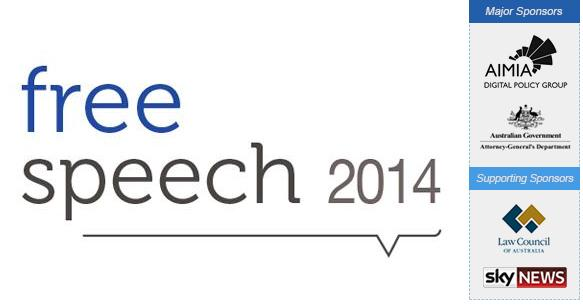 free
speech 2014
Major Sponsors
AIMIA
DIGITAL POLICY GROUP
Australian Government
Attorney-General's Department
Supporting Sponsors
Law Council
OF AUSTRALIA
sky NEWS